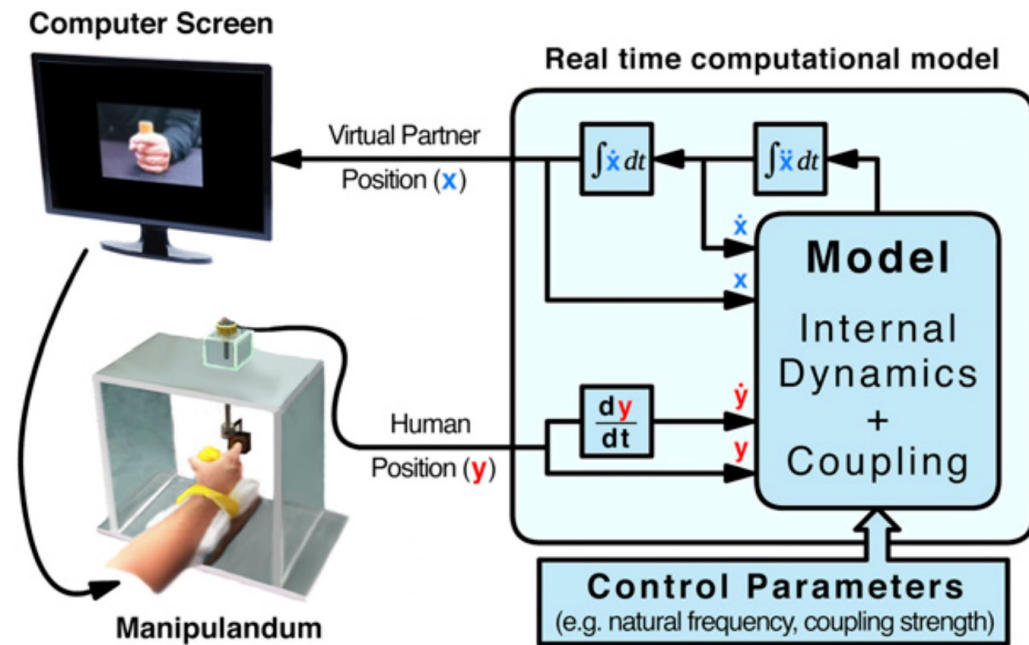 Computer Screen
Real time computational model
Virtual Partner
Position (x)
∫ẋ dt
∫ẍ dt
ẋ
x
Model
Internal
Dynamics
+
Coupling
Human
Position (y)
dy
dt
ẏ
y
Control Parameters
(e.g. natural frequency, coupling strength)
Manipulandum